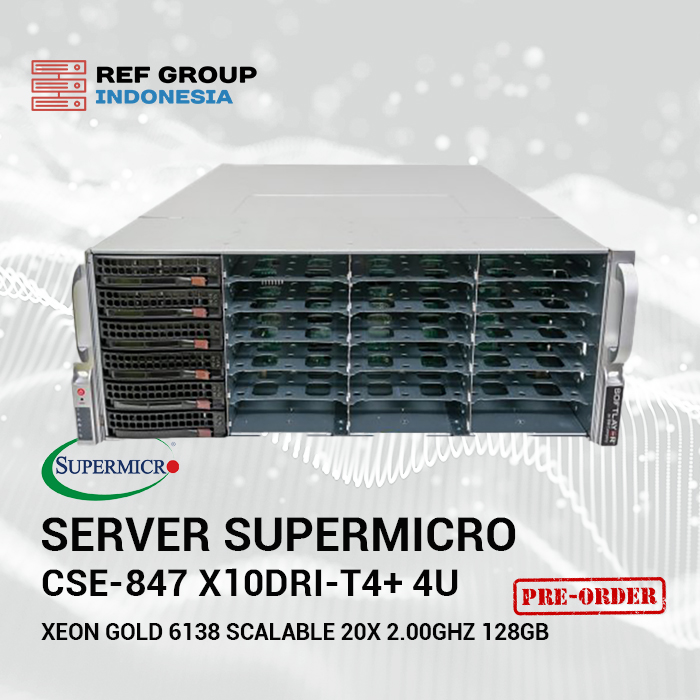 REF GROUP
INDONESIA
SOFTLAYER
SUPERMICRO
SERVER SUPERMICRO
CSE-847 X10DRI-T4+ 4U
PRE-ORDER
XEON GOLD 6138 SCALABLE 20X 2.00GHZ 128GB